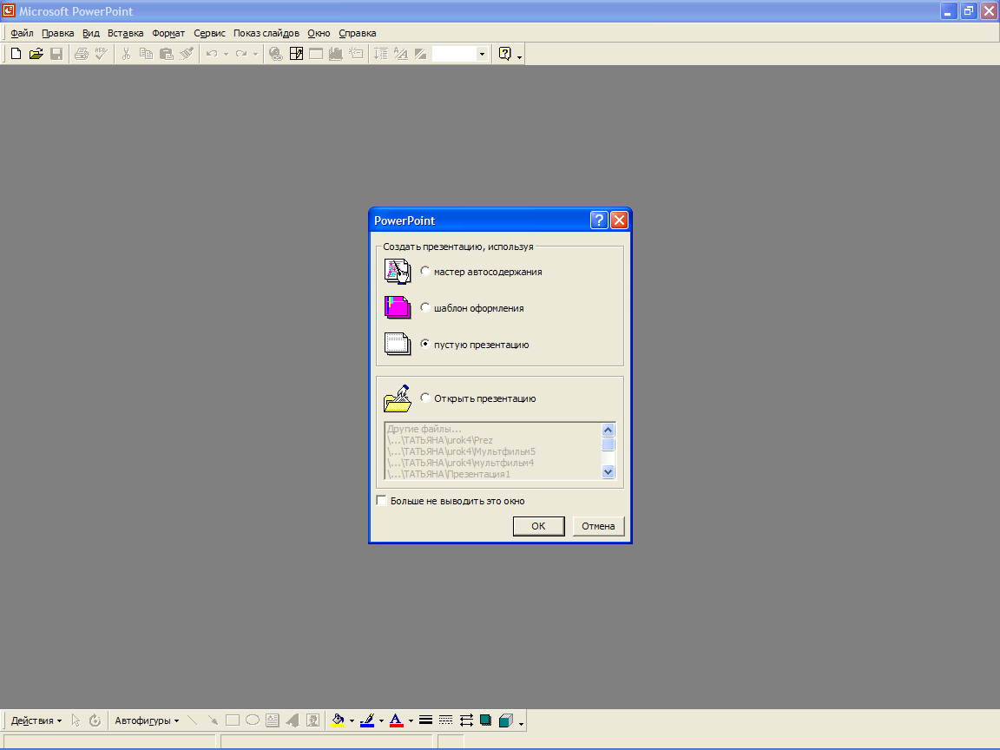 Microsoft PowerPoint
Файл Правка Вид Вставка Формат Сервис Показ слайдов Окно Справка
PowerPoint
Создать презентацию, используя
мастер автосодержания
шаблон оформления
пустую презентацию
Открыть презентацию
Другие файлы...
\...\ТАТЬЯНА\urok4\Prez
\...\ТАТЬЯНА\urok4\Мультфильм5
\...\ТАТЬЯНА\urok4\мультфильм4
\...\ТАТЬЯНА\Презентация1
Больше не выводить это окно
ОК Отмена
Действия Автофигуры